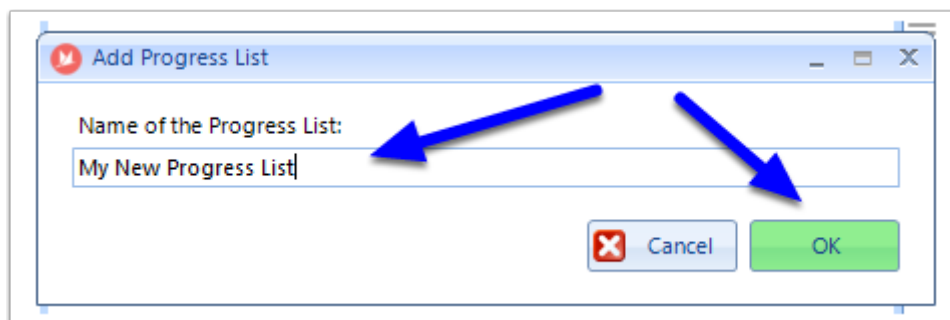 Add Progress List
Name of the Progress List:
My New Progress List
Cancel
OK